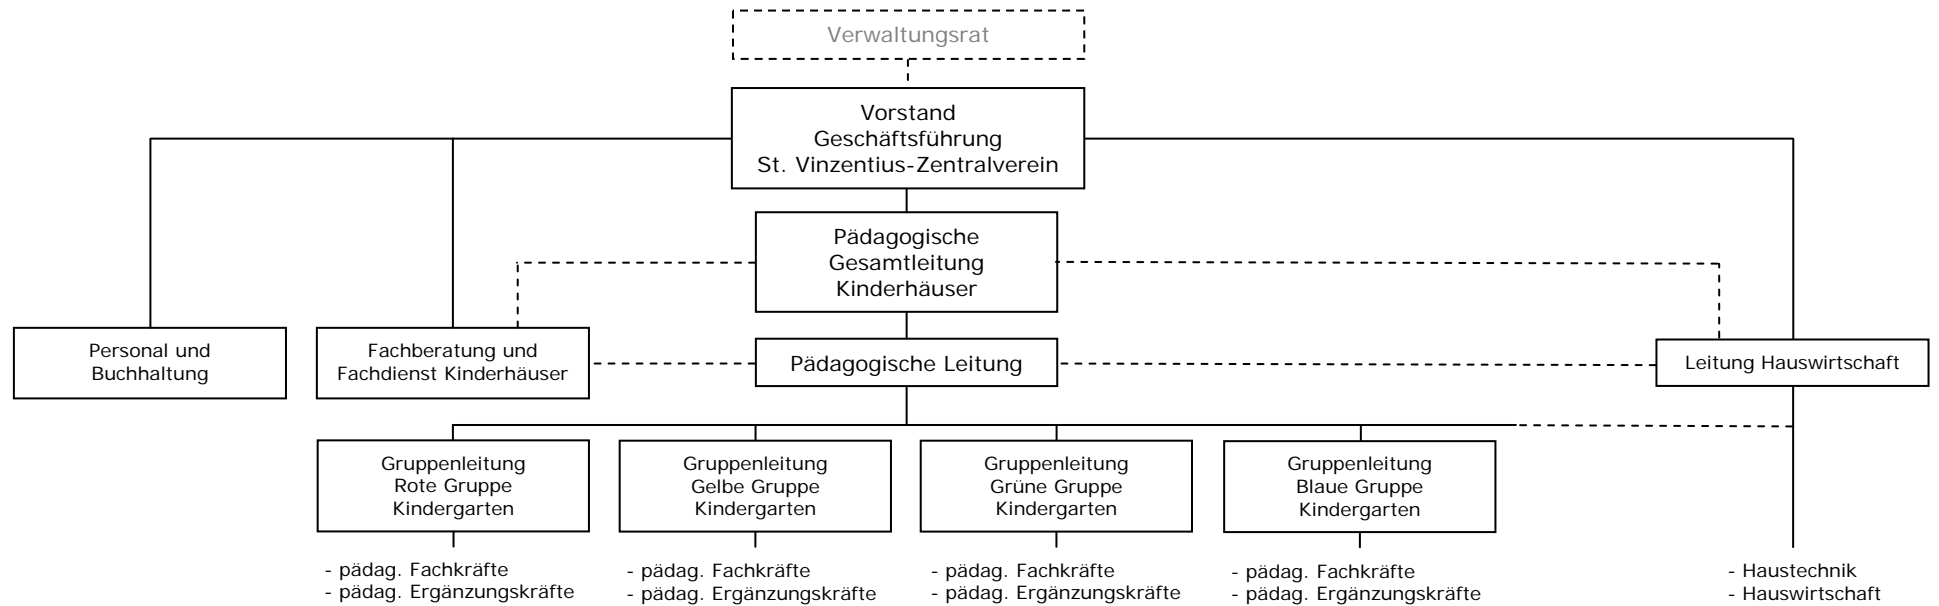 Verwaltungsrat
Vorstand
Geschäftsführung
St. Vinzentius-Zentralverein
Pädagogische
Gesamtleitung
Kinderhäuser
Personal und
Buchhaltung
Fachberatung und
Fachdienst Kinderhäuser
Pädagogische Leitung
Leitung Hauswirtschaft
Gruppenleitung
Rote Gruppe
Kindergarten
Gruppenleitung
Gelbe Gruppe
Kindergarten
Gruppenleitung
Grüne Gruppe
Kindergarten
Gruppenleitung
Blaue Gruppe
Kindergarten
- pädag. Fachkräfte
- pädag. Ergänzungskräfte
- pädag. Fachkräfte
- pädag. Ergänzungskräfte
- pädag. Fachkräfte
- pädag. Ergänzungskräfte
- pädag. Fachkräfte
- pädag. Ergänzungskräfte
- Haustechnik
- Hauswirtschaft